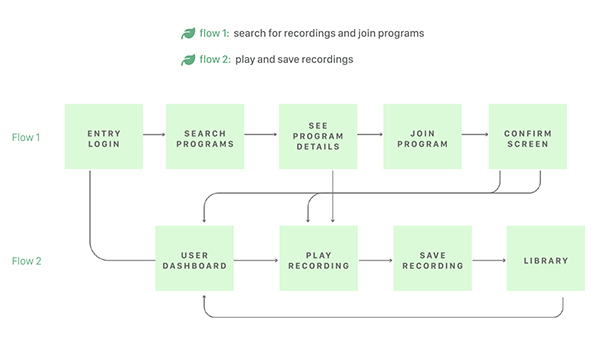 flow 1: search for recordings and join programs
flow 2: play and save recordings
Flow 1
ENTRY
LOGIN
SEARCH
PROGRAMS
SEE
PROGRAM
DETAILS
JOIN
PROGRAM
CONFIRM
SCREEN
Flow 2
USER
DASHBOARD
PLAY
RECORDING
SAVE
RECORDING
LIBRARY